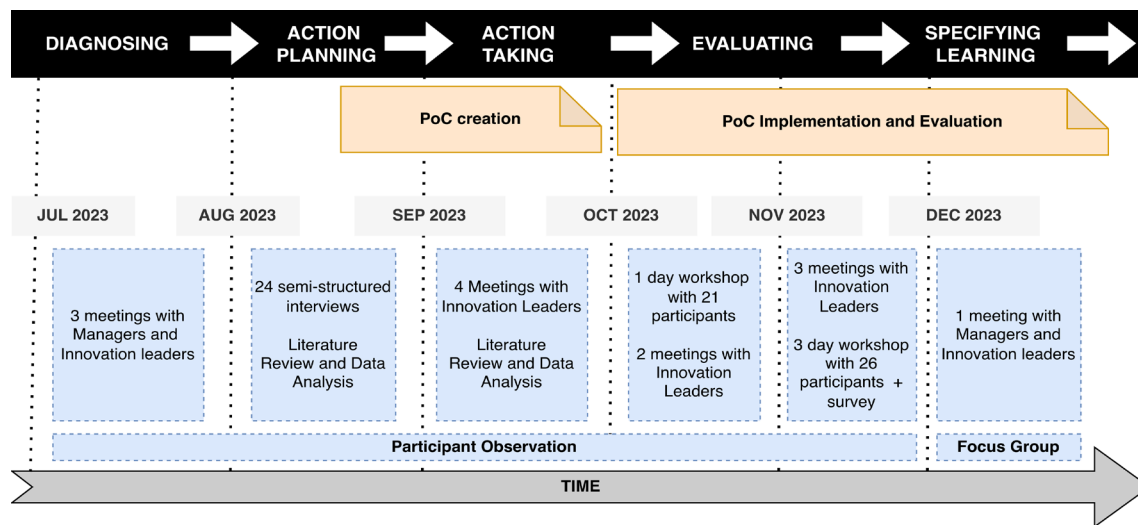 DIAGNOSING
ACTION
PLANNING
ACTION
TAKING
EVALUATING
SPECIFYING
LEARNING
PoC creation
PoC Implementation and Evaluation
JUL 2023
AUG 2023
SEP 2023
OCT 2023
NOV 2023
DEC 2023
3 meetings with
Managers and
Innovation leaders
24 semi-structured
interviews
Literature
Review and Data
Analysis
4 Meetings with
Innovation Leaders
Literature
Review and Data
Analysis
1 day workshop
with 21
participants
2 meetings with
Innovation
Leaders
3 meetings with
Innovation
Leaders
3 day workshop
with 26
participants +
survey
1 meeting with
Managers and
Innovation leaders
Participant Observation
Focus Group
TIME